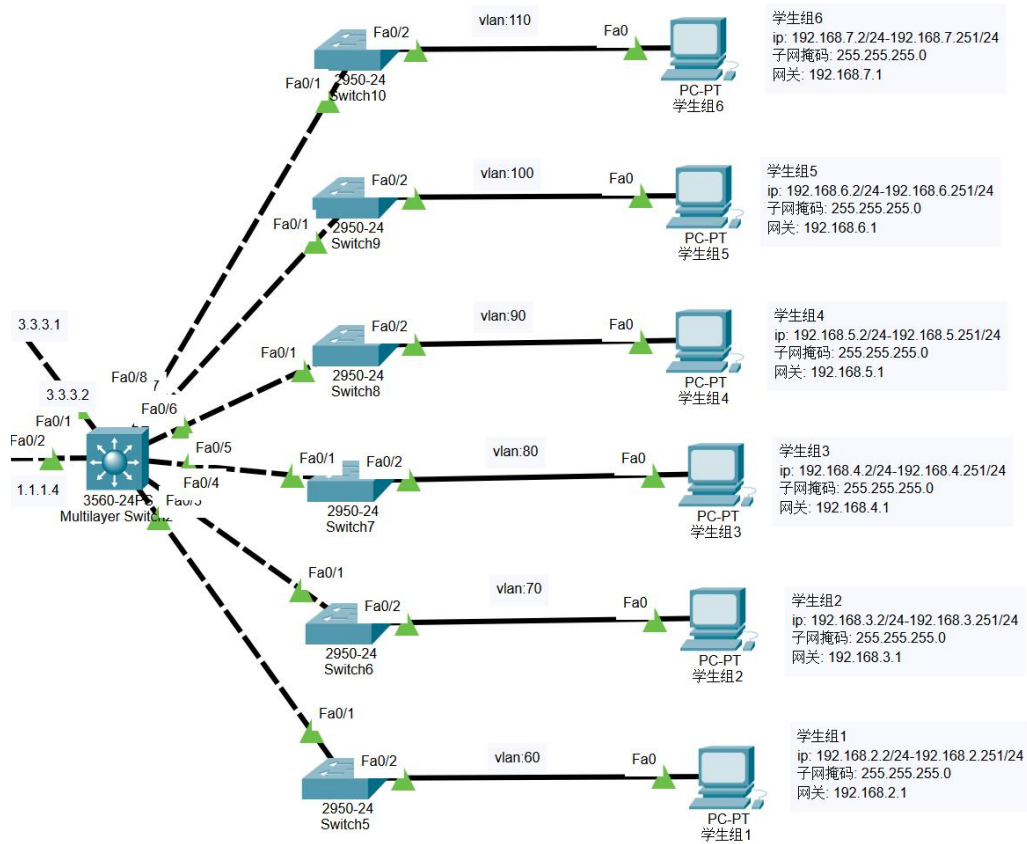 vlan:110
Fa0/2
Fa0
Fa0/1
2950-24
Switch10
PC-PT
学生组6
学生组6
ip: 192.168.7.2/24-192.168.7.251/24
子网掩码: 255.255.255.0
网关: 192.168.7.1
vlan:100
Fa0/2
Fa0
Fa0/1
2950-24
Switch9
PC-PT
学生组5
学生组5
ip: 192.168.6.2/24-192.168.6.251/24
子网掩码: 255.255.255.0
网关: 192.168.6.1
vlan:90
Fa0/2
Fa0
Fa0/1
2950-24
Switch8
PC-PT
学生组4
学生组4
ip: 192.168.5.2/24-192.168.5.251/24
子网掩码: 255.255.255.0
网关: 192.168.5.1
3.3.3.1
Fa0/8
7
3.3.3.2
Fa0/1
Fa0/6
Fa0/2
Fa0/5
Fa0/4
1.1.1.4
3560-24PS
Fa0/3
Multilayer Switch2
vlan:80
Fa0/1
Fa0/2
Fa0
2950-24
Switch7
PC-PT
学生组3
学生组3
ip: 192.168.4.2/24-192.168.4.251/24
子网掩码: 255.255.255.0
网关: 192.168.4.1
vlan:70
Fa0/1
Fa0/2
Fa0
2950-24
Switch6
PC-PT
学生组2
学生组2
ip: 192.168.3.2/24-192.168.3.251/24
子网掩码: 255.255.255.0
网关: 192.168.3.1
vlan:60
Fa0/1
Fa0/2
Fa0
2950-24
Switch5
PC-PT
学生组1
学生组1
ip: 192.168.2.2/24-192.168.2.251/24
子网掩码: 255.255.255.0
网关: 192.168.2.1